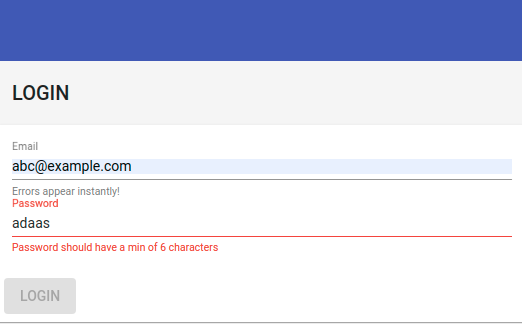 LOGIN
Email
abc@example.com
Errors appear instantly!
Password
adaas
Password should have a min of 6 characters
LOGIN